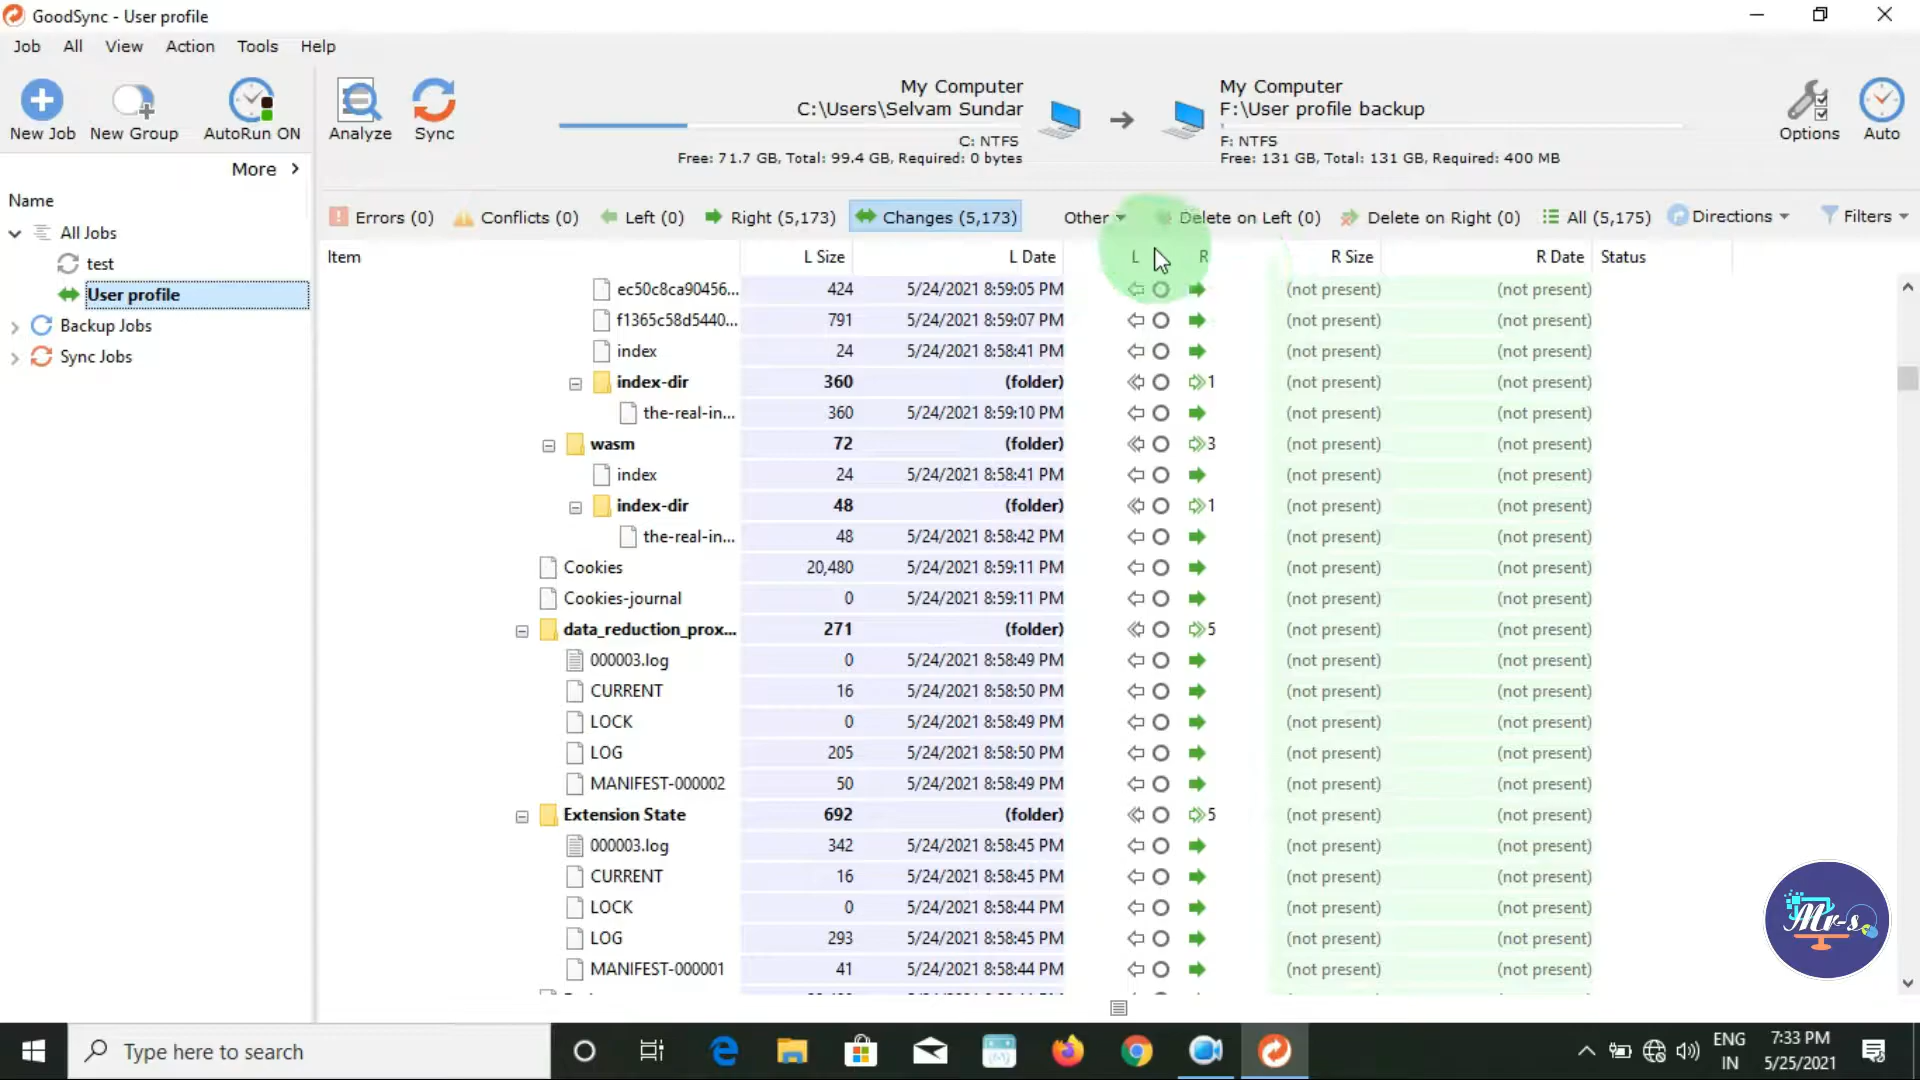 GoodSync - User profile
Job All View Action Tools Help
New Job New Group AutoRun ON Analyze Sync
My Computer
C:\Users\Selvam Sundar
C: NTFS
Free: 71.7 GB, Total: 99.4 GB, Required: 0 bytes
My Computer
F:\User profile backup
F: NTFS
Free: 131 GB, Total: 131 GB, Required: 400 MB
Options Auto
More
Name
All Jobs
test
User profile
Backup Jobs
Sync Jobs
Errors (0) Conflicts (0) Left (0) Right (5,173) Changes (5,173) Other Delete on Left (0) Delete on Right (0) All (5,175) Directions Filters
Item L Size L Date L R R Size R Date Status
ec50c8ca90456... 424 5/24/2021 8:59:05 PM (not present) (not present)
f1365c58d5440... 791 5/24/2021 8:59:07 PM (not present) (not present)
index 24 5/24/2021 8:58:41 PM (not present) (not present)
index-dir 360 (folder) 1 (not present) (not present)
the-real-in... 360 5/24/2021 8:59:10 PM (not present) (not present)
wasm 72 (folder) 3 (not present) (not present)
index 24 5/24/2021 8:58:41 PM (not present) (not present)
index-dir 48 (folder) 1 (not present) (not present)
the-real-in... 48 5/24/2021 8:58:42 PM (not present) (not present)
Cookies 20,480 5/24/2021 8:59:11 PM (not present) (not present)
Cookies-journal 0 5/24/2021 8:59:11 PM (not present) (not present)
data_reduction_prox... 271 (folder) 5 (not present) (not present)
000003.log 0 5/24/2021 8:58:49 PM (not present) (not present)
CURRENT 16 5/24/2021 8:58:50 PM (not present) (not present)
LOCK 0 5/24/2021 8:58:49 PM (not present) (not present)
LOG 205 5/24/2021 8:58:50 PM (not present) (not present)
MANIFEST-000002 50 5/24/2021 8:58:49 PM (not present) (not present)
Extension State 692 (folder) 5 (not present) (not present)
000003.log 342 5/24/2021 8:58:45 PM (not present) (not present)
CURRENT 16 5/24/2021 8:58:45 PM (not present) (not present)
LOCK 0 5/24/2021 8:58:44 PM (not present) (not present)
LOG 293 5/24/2021 8:58:45 PM (not present) (not present)
MANIFEST-000001 41 5/24/2021 8:58:44 PM (not present) (not present)
Mr-s
Type here to search
ENG
IN
7:33 PM
5/25/2021